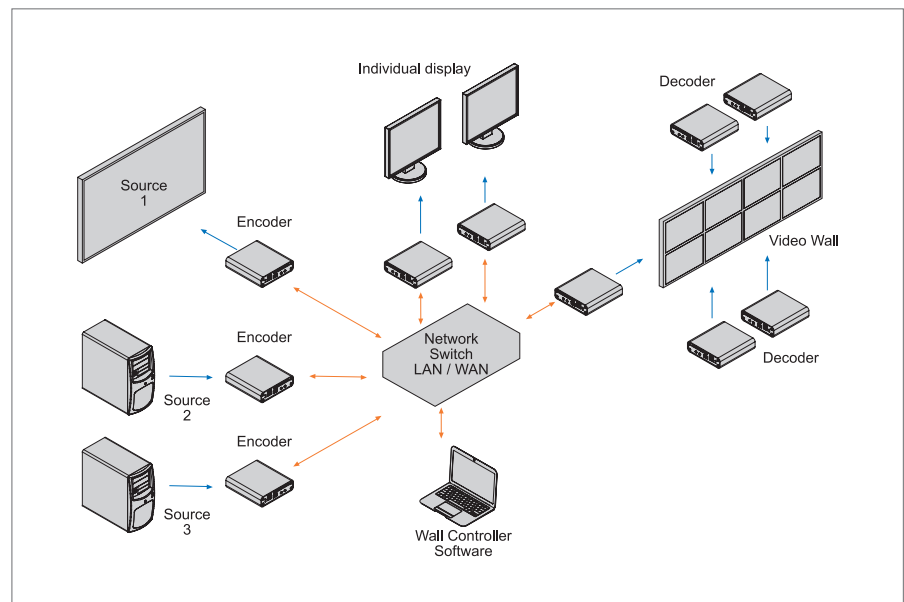 Individual display
Decoder
Source
1
Encoder
Video Wall
Encoder
Network
Switch
LAN / WAN
Decoder
Source
2
Encoder
Source
3
Wall Controller
Software